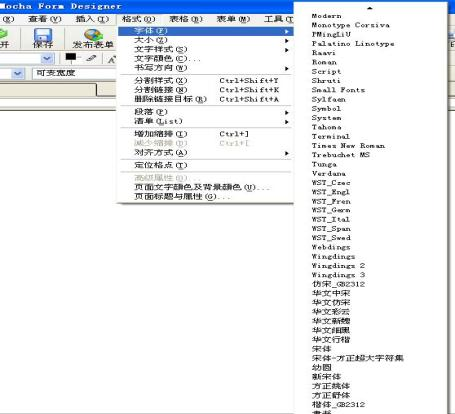 Mocha Form Designer
查看(V)
插入(I)
格式(O)
表格(B)
表单(M)
工具(T
开
保存
发布表单
可变宽度
字体(F)
大小(Z)
文字样式(S)
文字颜色(C)...
书写方向(W)
分割样式(X) Ctrl+Shift+Y
分割链接(N) Ctrl+Shift+K
删除链接目标(R) Ctrl+Shift+A
段落(P)
清单(List)
增加缩排(I) Ctrl+]
减少缩排(D) Ctrl+[
对齐方式(A)
定位格点(T)
高级属性(E)...
页面文字颜色及背景颜色(U)...
页面标题与属性(G)...
Modern
Monotype Corsiva
PMingLiU
Palatino Linotype
Raavi
Roman
Script
Shruti
Small Fonts
Sylfaen
Symbol
System
Tahoma
Terminal
Times New Roman
Trebuchet MS
Tunga
Verdana
WST_Czec
WST_Engl
WST_Fren
WST_Germ
WST_Ital
WST_Span
WST_Swed
Webdings
Wingdings
Wingdings 2
Wingdings 3
仿宋_GB2312
华文中宋
华文仿宋
华文彩云
华文新魏
华文细黑
华文行楷
宋体
宋体-方正超大字符集
幼圆
新宋体
方正姚体
方正舒体
楷体_GB2312